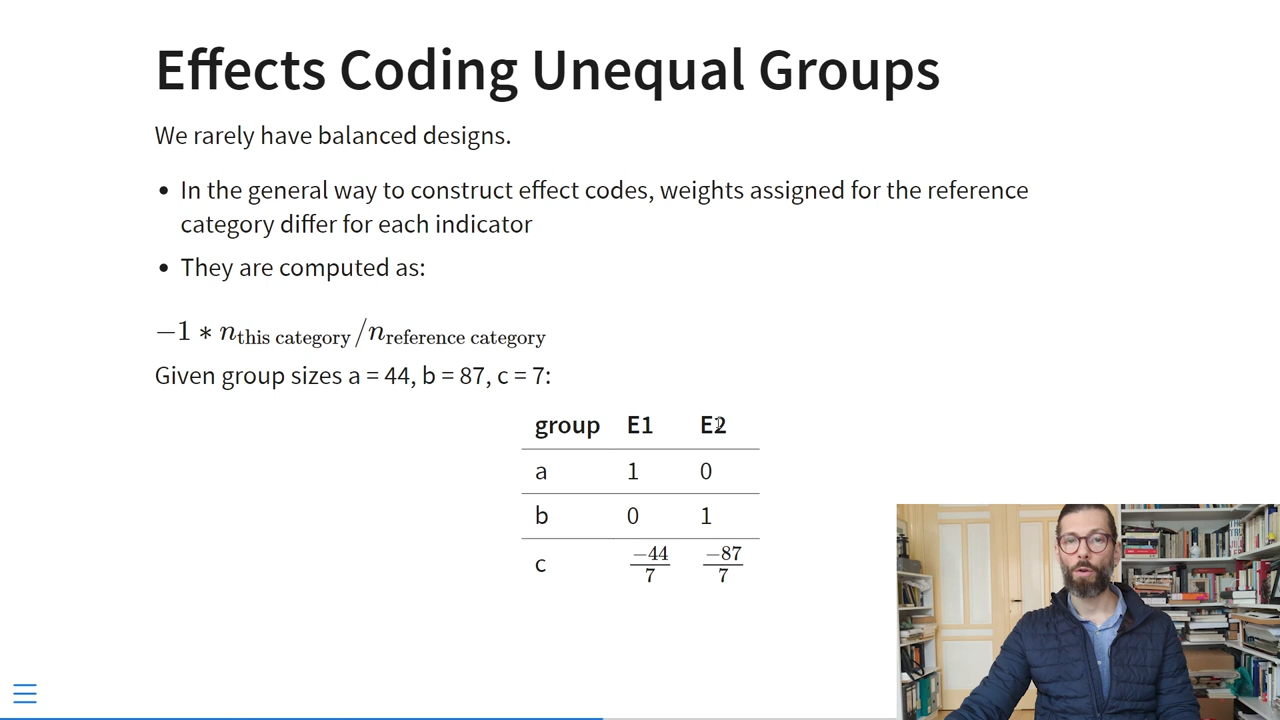 Effects Coding Unequal Groups
We rarely have balanced designs.
• In the general way to construct effect codes, weights assigned for the reference
category differ for each indicator
• They are computed as:
−1 ∗ n_this category / n_reference category
Given group sizes a = 44, b = 87, c = 7:
group E1 E2
a 1 0
b 0 1
c −44/7 −87/7